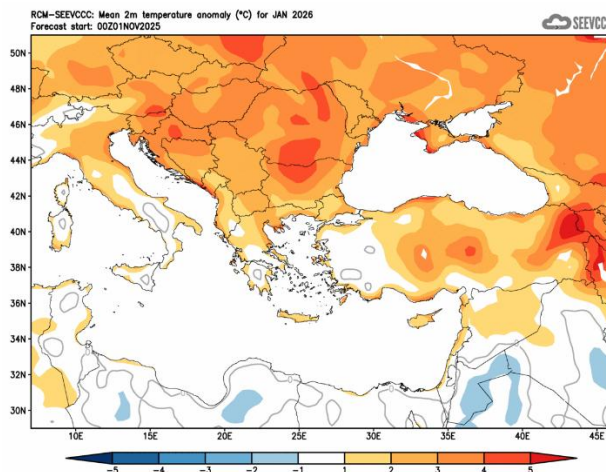 RCM-SEEVCCC: Mean 2m temperature anomaly (°C) for JAN 2026
Forecast start: 00Z01NOV2025
SEEVCCC
50N
48N
46N
44N
42N
40N
38N
36N
34N
32N
30N
10E 15E 20E 25E 30E 35E 40E 45E
-5 -4 -3 -2 -1 1 2 3 4 5